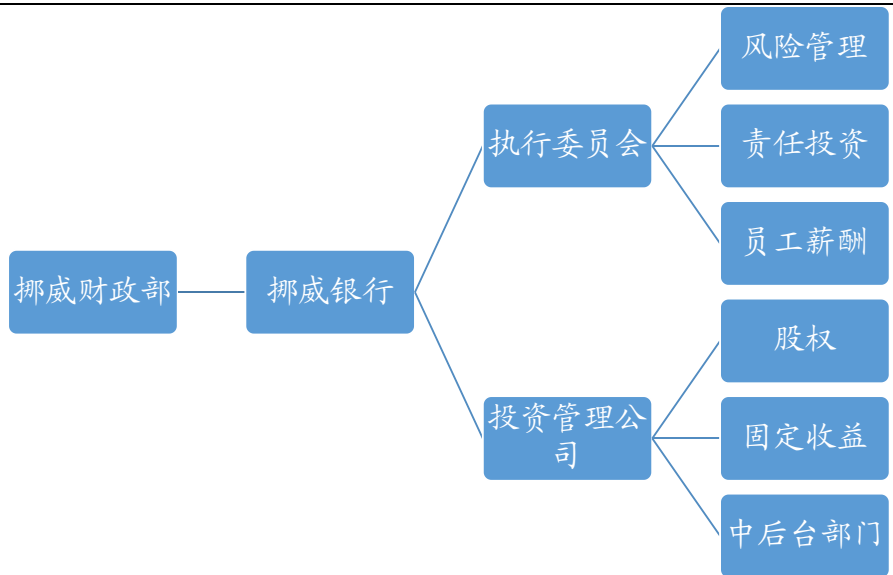 风险管理
执行委员会
责任投资
员工薪酬
挪威财政部
挪威银行
股权
投资管理公
司
固定收益
中后台部门